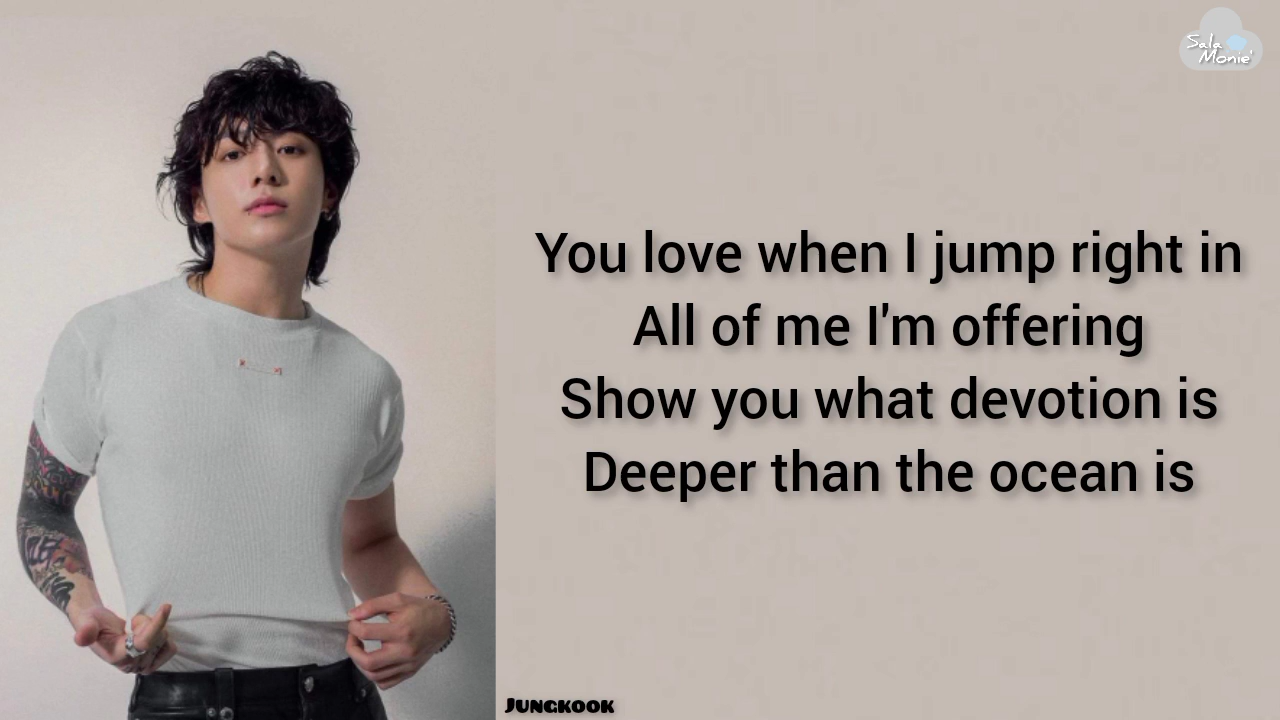 Sala
Monie'
You love when I jump right in
All of me I'm offering
Show you what devotion is
Deeper than the ocean is
Jungkook